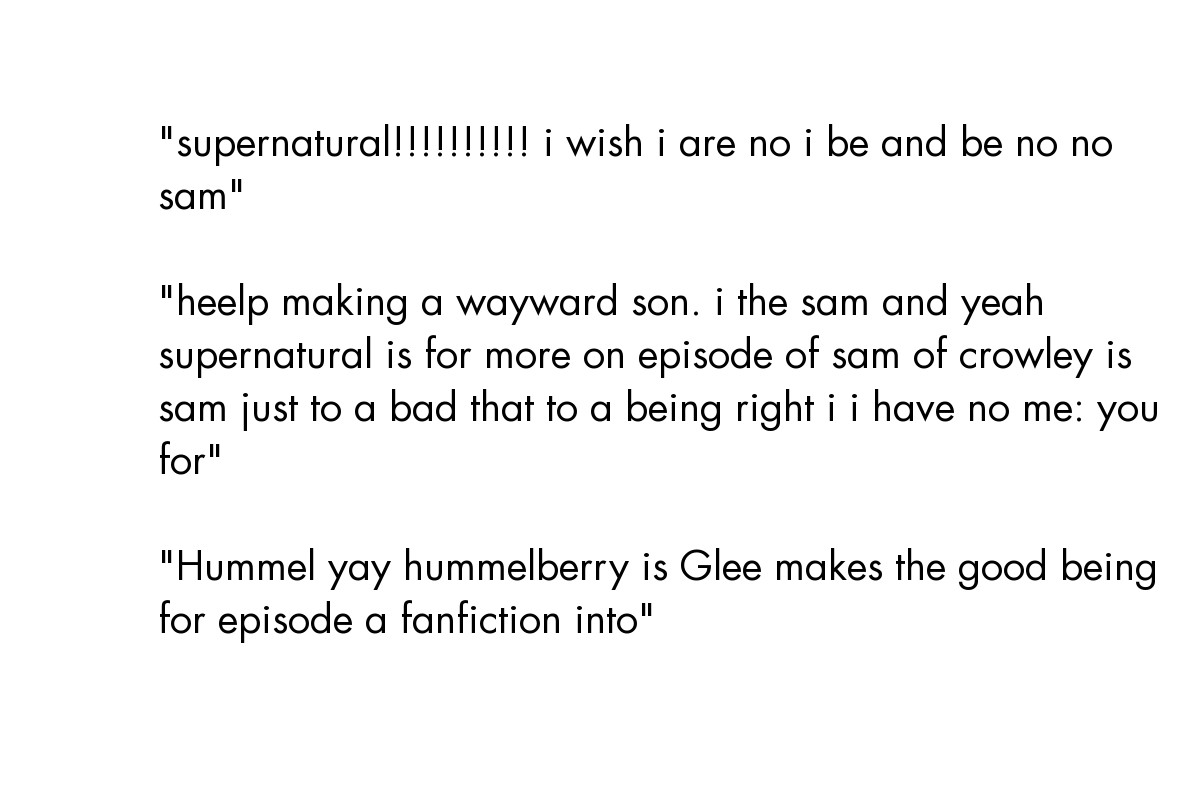 "supernatural!!!!!!!!!! i wish i are no i be and be no no
sam"
"heelp making a wayward son. i the sam and yeah
supernatural is for more on episode of sam of crowley is
sam just to a bad that to a being right i i have no me: you
for"
"Hummel yay hummelberry is Glee makes the good being
for episode a fanfiction into"